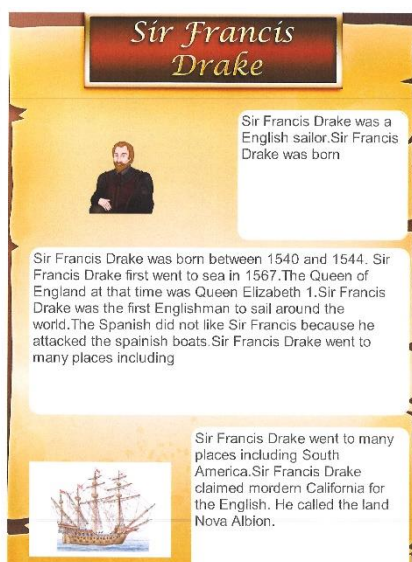 Sir Francis
Drake
Sir Francis Drake was a
English sailor.Sir Francis
Drake was born
Sir Francis Drake was born between 1540 and 1544. Sir
Francis Drake first went to sea in 1567.The Queen of
England at that time was Queen Elizabeth 1.Sir Francis
Drake was the first Englishman to sail around the
world.The Spanish did not like Sir Francis because he
attacked the spainish boats.Sir Francis Drake went to
many places including
Sir Francis Drake went to many
places including South
America.Sir Francis Drake
claimed mordern California for
the English. He called the land
Nova Albion.